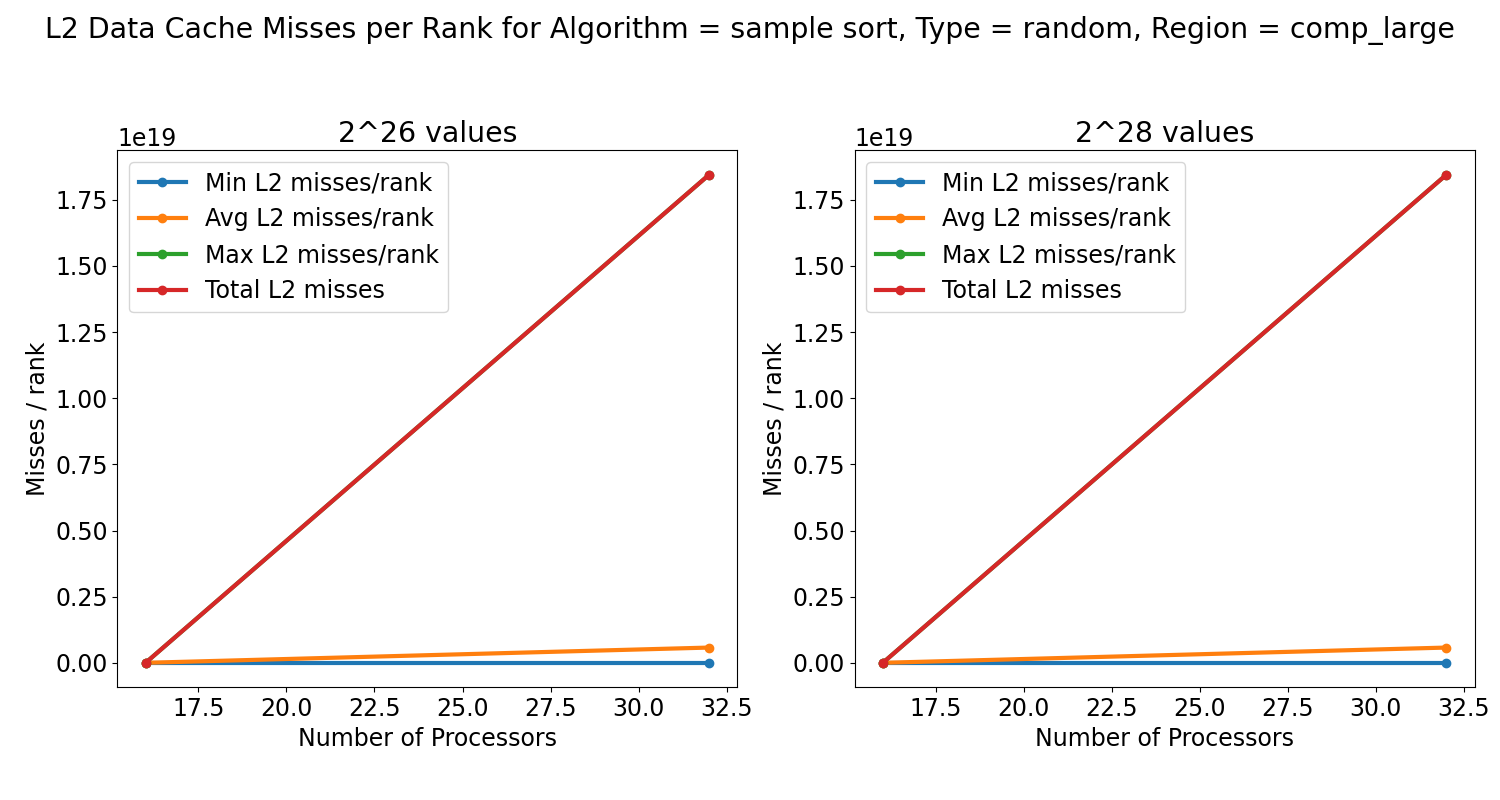 L2 Data Cache Misses per Rank for Algorithm = sample sort, Type = random, Region = comp_large
1e19
2^26 values
Min L2 misses/rank
Avg L2 misses/rank
Max L2 misses/rank
Total L2 misses
1.75
1.50
1.25
1.00
0.75
0.50
0.25
0.00
Misses / rank
17.5 20.0 22.5 25.0 27.5 30.0 32.5
Number of Processors
1e19
2^28 values
Min L2 misses/rank
Avg L2 misses/rank
Max L2 misses/rank
Total L2 misses
1.75
1.50
1.25
1.00
0.75
0.50
0.25
0.00
Misses / rank
17.5 20.0 22.5 25.0 27.5 30.0 32.5
Number of Processors